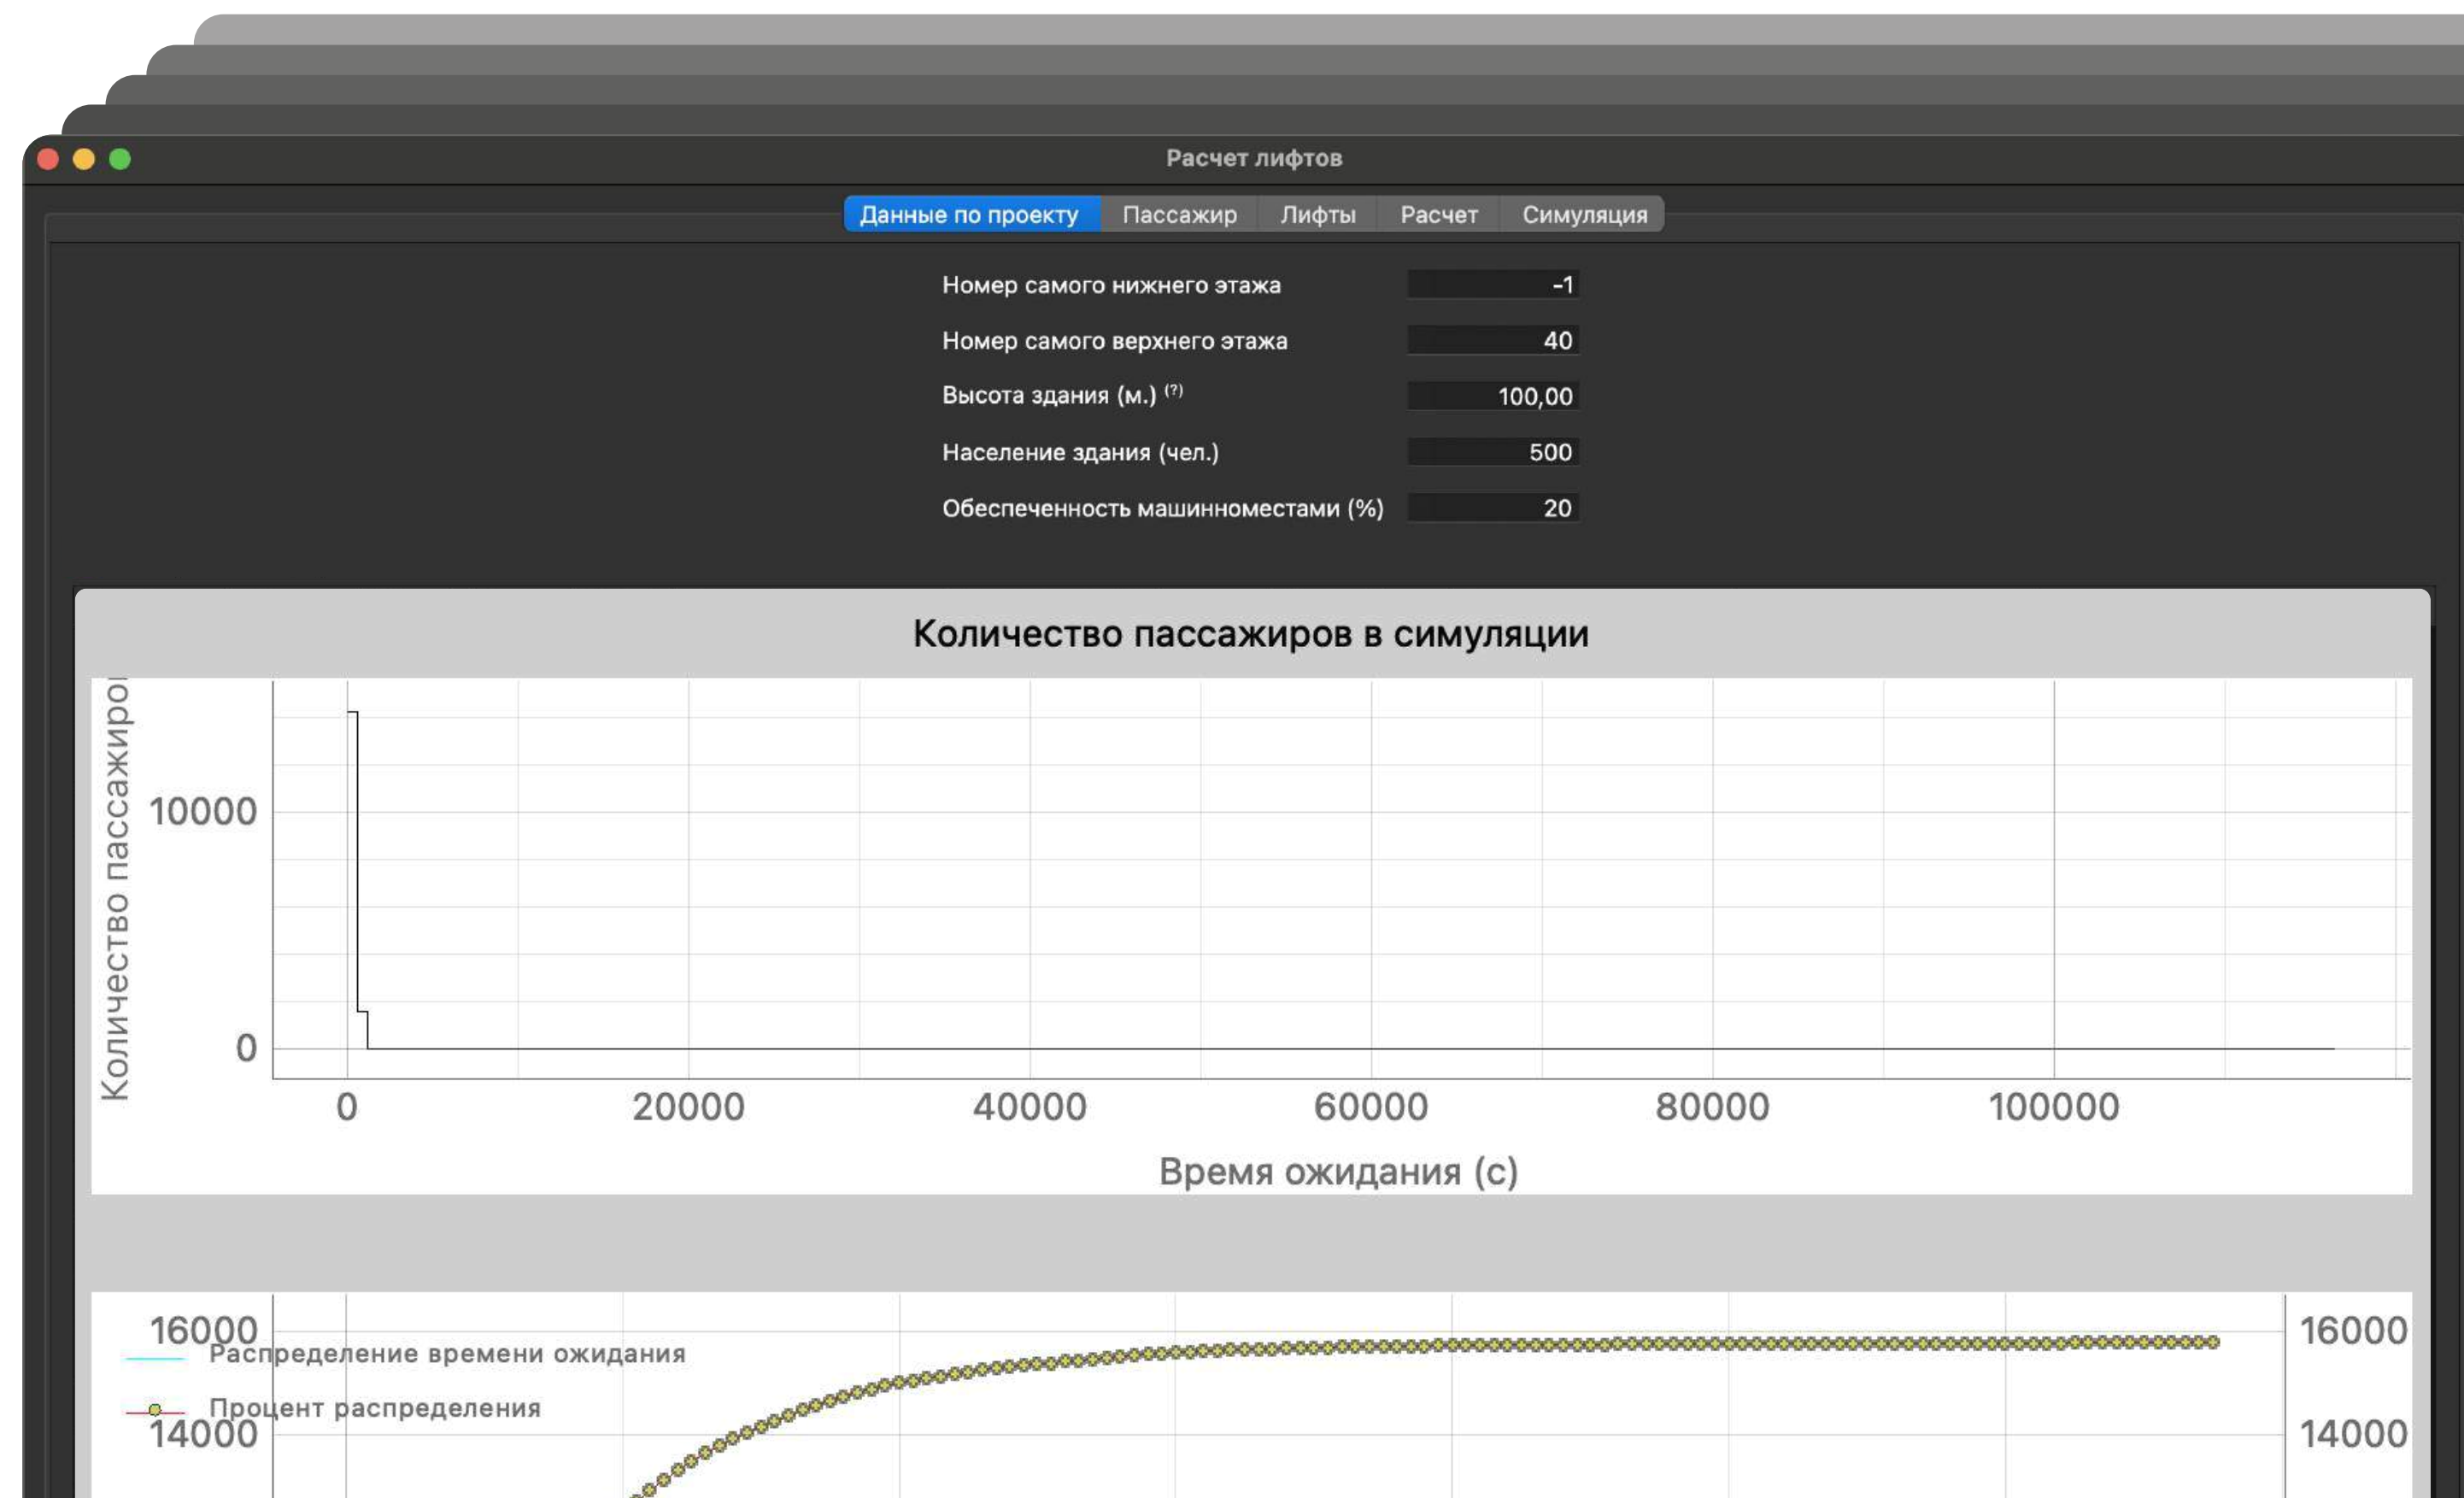 Расчет лифтов
Данные по проекту Пассажир Лифты Расчет Симуляция
Номер самого нижнего этажа -1
Номер самого верхнего этажа 40
Высота здания (м.) (?) 100,00
Население здания (чел.) 500
Обеспеченность машинноместами (%) 20
Количество пассажиров в симуляции
Количество пассажиров
10000
0
0 20000 40000 60000 80000 100000
Время ожидания (с)
16000 16000
Распределение времени ожидания
Процент распределения
14000 14000